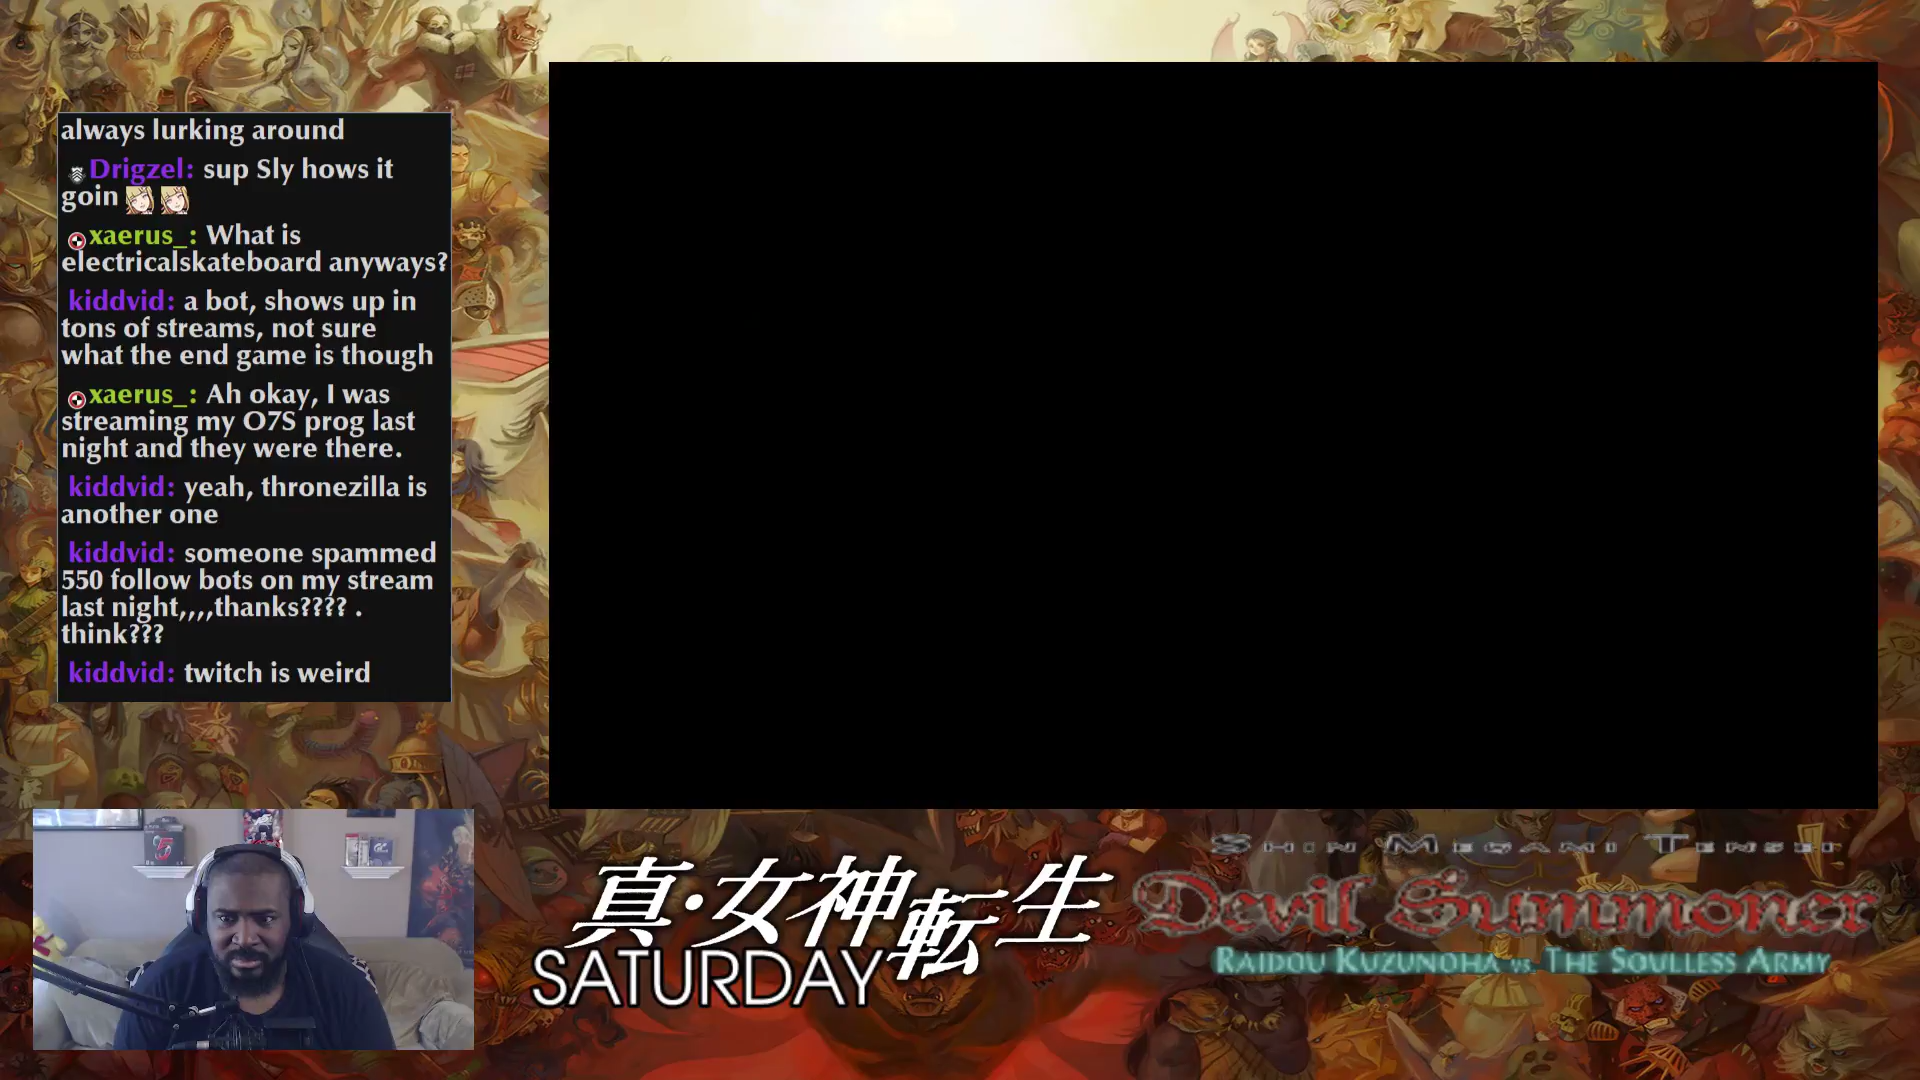 always lurking around
Drigzel: sup Sly hows it
goin
xaerus_: What is
electricalskateboard anyways?
kiddvid: a bot, shows up in
tons of streams, not sure
what the end game is though
xaerus_: Ah okay, I was
streaming my O7S prog last
night and they were there.
kiddvid: yeah, thronezilla is
another one
kiddvid: someone spammed
550 follow bots on my stream
last night,,,,thanks???? .
think???
kiddvid: twitch is weird
真・女神転生
SATURDAY
Shin Megami Tensei
Devil Summoner
Raidou Kuzunoha vs. The Soulless Army